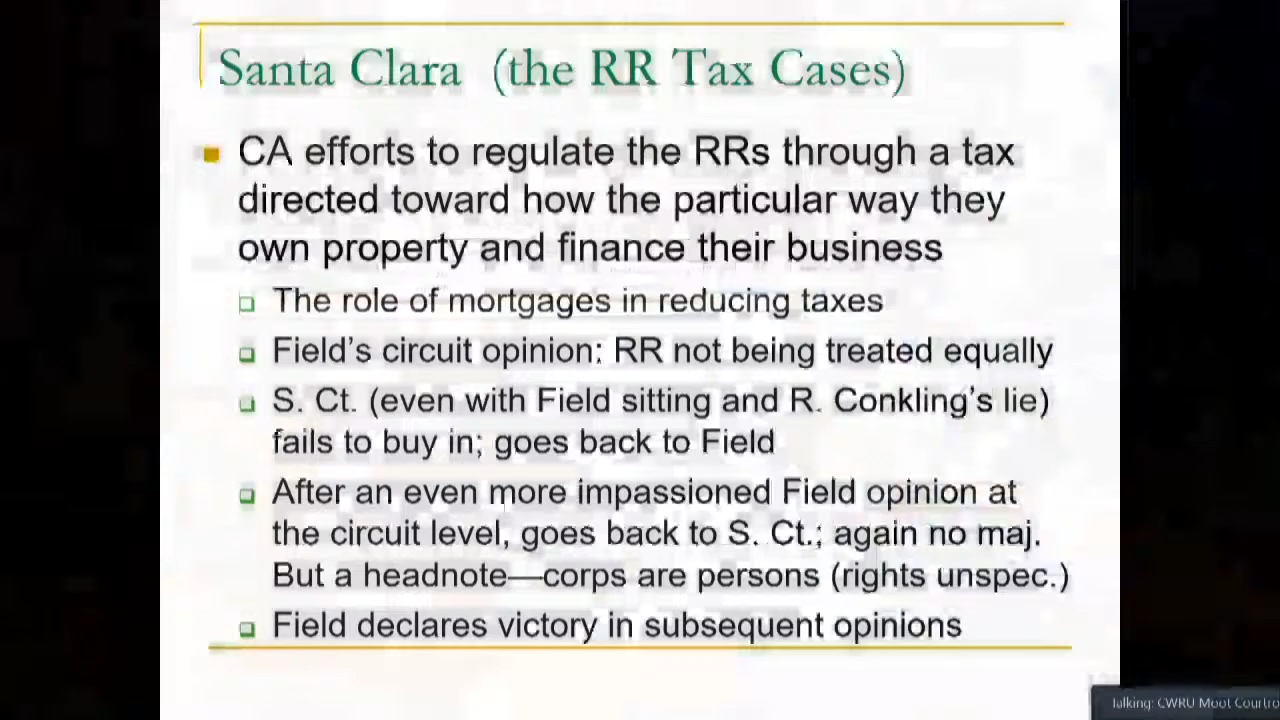 Santa Clara (the RR Tax Cases)
CA efforts to regulate the RRs through a tax
directed toward how the particular way they
own property and finance their business
The role of mortgages in reducing taxes
Field's circuit opinion: RR not being treated equally
S. Ct. (even with Field sitting and R. Conkling's lie)
fails to buy in; goes back to Field
After an even more impassioned Field opinion at
the circuit level, goes back to S. Ct.; again no maj.
But a headnote—corps are persons (rights unspec.)
Field declares victory in subsequent opinions
Talking: CWRU Moot Courtro